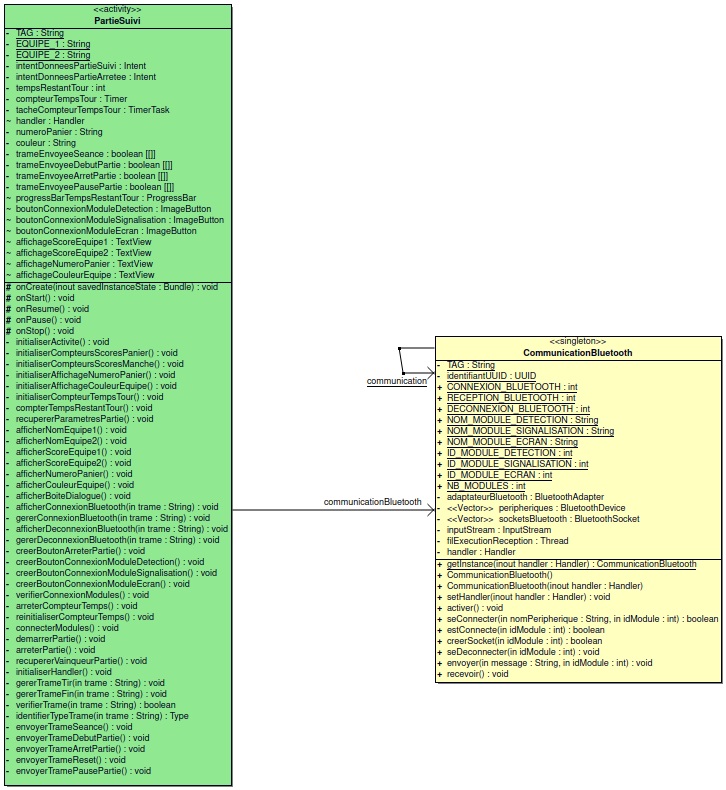 <<activity>>
PartieSuivi
- TAG : String
- EQUIPE_1 : String
- EQUIPE_2 : String
- intentDonneesPartieSuivi : Intent
- intentDonneesPartieArretee : Intent
- tempsRestantTour : int
- compteurTempsTour : Timer
- tacheCompteurTempsTour : TimerTask
~ handler : Handler
- numeroPanier : String
- couleur : String
- trameEnvoyeeSeance : boolean [[]]
- trameEnvoyeeDebutPartie : boolean [[]]
- trameEnvoyeeArretPartie : boolean [[]]
- trameEnvoyeePausePartie : boolean [[]]
~ progressBarTempsRestantTour : ProgressBar
- boutonConnexionModuleDetection : ImageButton
- boutonConnexionModuleSignalisation : ImageButton
- boutonConnexionModuleEcran : ImageButton
~ affichageScoreEquipe1 : TextView
~ affichageScoreEquipe2 : TextView
~ affichageNumeroPanier : TextView
~ affichageCouleurEquipe : TextView
# onCreate(inout savedInstanceState : Bundle) : void
# onStart() : void
# onResume() : void
# onPause() : void
# onStop() : void
- initialiserActivite() : void
- initialiserCompteursScoresPanier() : void
- initialiserCompteursScoresManche() : void
- initialiserAffichageNumeroPanier() : void
- initialiserAffichageCouleurEquipe() : void
- initialiserCompteurTempsTour() : void
- compterTempsRestantTour() : void
- recupererParametresPartie() : void
- afficherNomEquipe1() : void
- afficherNomEquipe2() : void
- afficherScoreEquipe1() : void
- afficherScoreEquipe2() : void
- afficherNumeroPanier() : void
- afficherCouleurEquipe() : void
- afficherBoiteDialogue() : void
- afficherConnexionBluetooth(in trame : String) : void
- gererConnexionBluetooth(in trame : String) : void
- afficherDeconnexionBluetooth(in trame : String) : void
- gererDeconnexionBluetooth(in trame : String) : void
- creerBoutonArreterPartie() : void
- creerBoutonConnexionModuleDetection() : void
- creerBoutonConnexionModuleSignalisation() : void
- creerBoutonConnexionModuleEcran() : void
- verifierConnexionModules() : void
- arreterCompteurTemps() : void
- reinitialiserCompteurTemps() : void
- connecterModules() : void
- demarrerPartie() : void
- arreterPartie() : void
- recupererVainqueurPartie() : void
- initialiserHandler() : void
- gererTrameTir(in trame : String) : void
- gererTrameFin(in trame : String) : void
- verifierTrame(in trame : String) : boolean
- identifierTypeTrame(in trame : String) : Type
- envoyerTrameSeance() : void
- envoyerTrameDebutPartie() : void
- envoyerTrameArretPartie() : void
- envoyerTrameReset() : void
- envoyerTramePausePartie() : void
communicationBluetooth
communication
<<singleton>>
CommunicationBluetooth
- TAG : String
- identifiantUUID : UUID
+ CONNEXION_BLUETOOTH : int
+ RECEPTION_BLUETOOTH : int
+ DECONNEXION_BLUETOOTH : int
+ NOM_MODULE_DETECTION : String
+ NOM_MODULE_SIGNALISATION : String
+ NOM_MODULE_ECRAN : String
+ ID_MODULE_DETECTION : int
+ ID_MODULE_SIGNALISATION : int
+ ID_MODULE_ECRAN : int
+ NB_MODULES : int
- adaptateurBluetooth : BluetoothAdapter
- <<Vector>> peripheriques : BluetoothDevice
- <<Vector>> socketsBluetooth : BluetoothSocket
- inputStream : InputStream
- filExecutionReception : Thread
- handler : Handler
+ getInstance(inout handler : Handler) : CommunicationBluetooth
+ CommunicationBluetooth()
+ CommunicationBluetooth(inout handler : Handler)
+ setHandler(inout handler : Handler) : void
+ activer() : void
+ seConnecter(in nomPeripherique : String, in idModule : int) : boolean
+ estConnecte(in idModule : int) : boolean
+ creerSocket(in idModule : int) : boolean
+ seDeconnecter(in idModule : int) : void
+ envoyer(in message : String, in idModule : int) : void
+ recevoir() : void